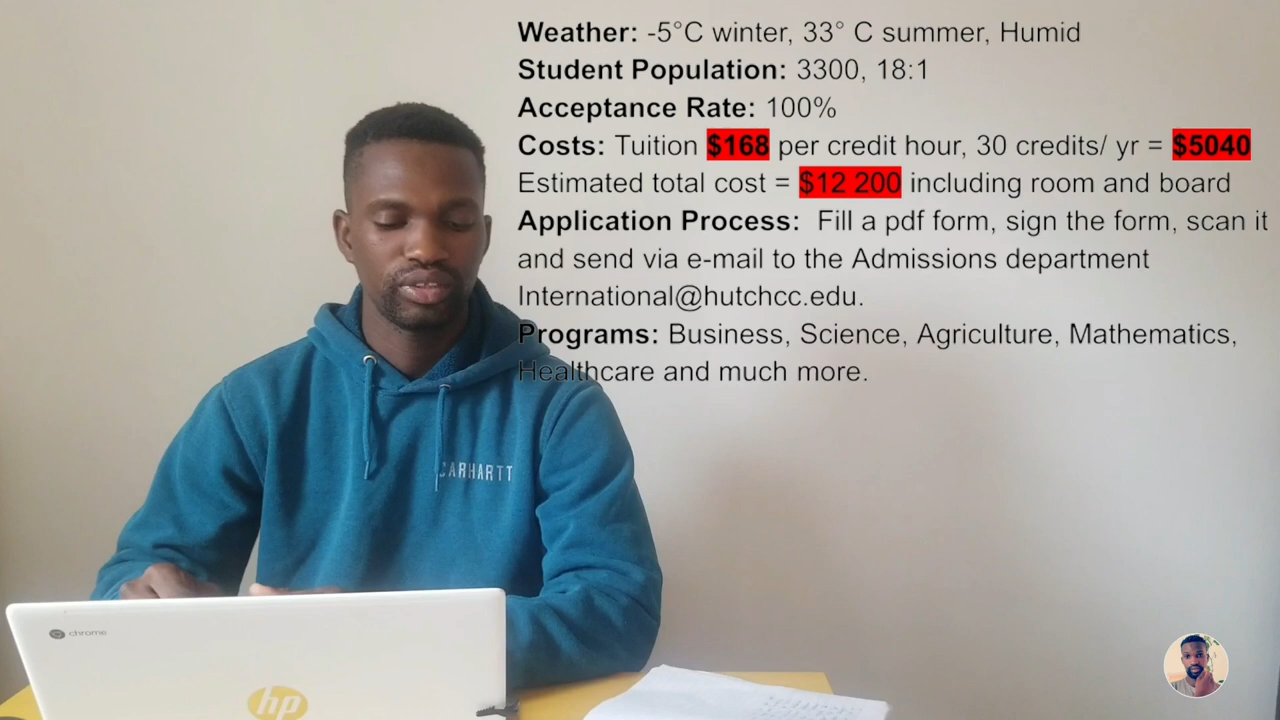 Weather: -5°C winter, 33° C summer, Humid
Student Population: 3300, 18:1
Acceptance Rate: 100%
Costs: Tuition $168 per credit hour, 30 credits/ yr = $5040
Estimated total cost = $12 200 including room and board
Application Process:  Fill a pdf form, sign the form, scan it
and send via e-mail to the Admissions department
International@hutchcc.edu.
Programs: Business, Science, Agriculture, Mathematics,
Healthcare and much more.
CARHARTT
chrome
hp